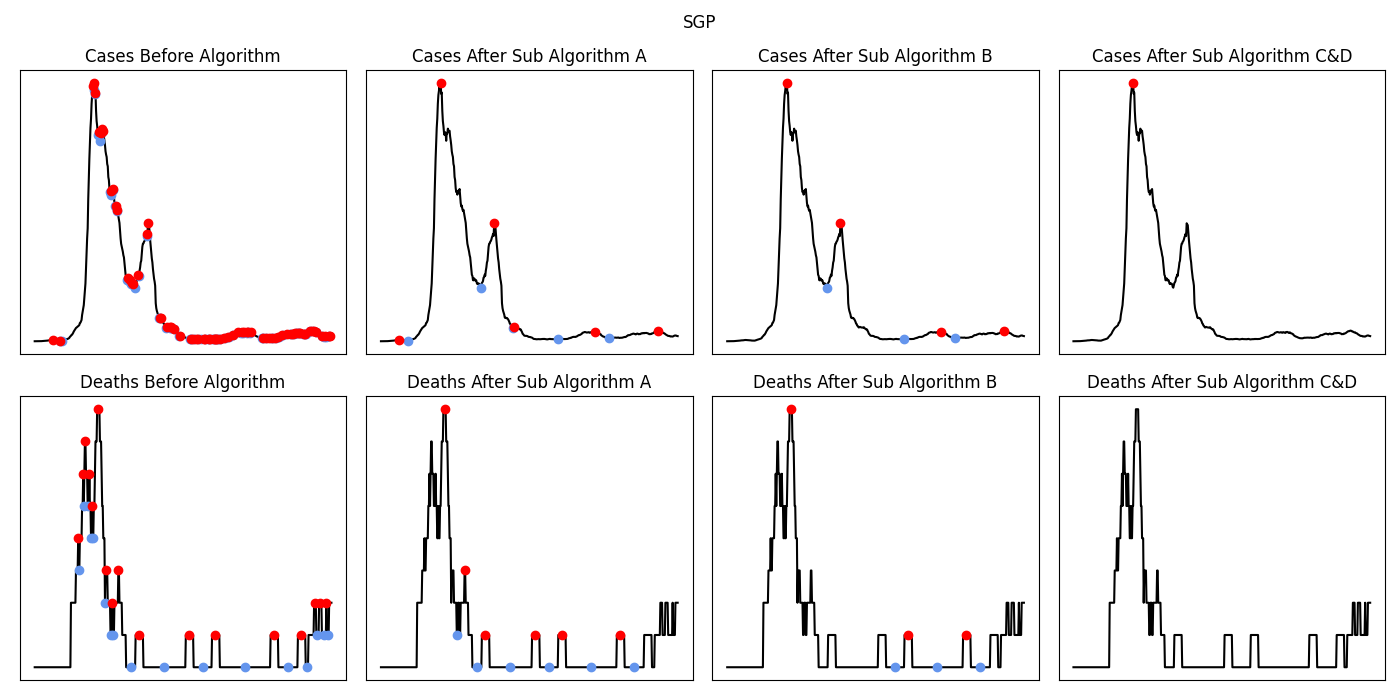 SGP
Cases Before Algorithm
Cases After Sub Algorithm A
Cases After Sub Algorithm B
Cases After Sub Algorithm C&D
Deaths Before Algorithm
Deaths After Sub Algorithm A
Deaths After Sub Algorithm B
Deaths After Sub Algorithm C&D